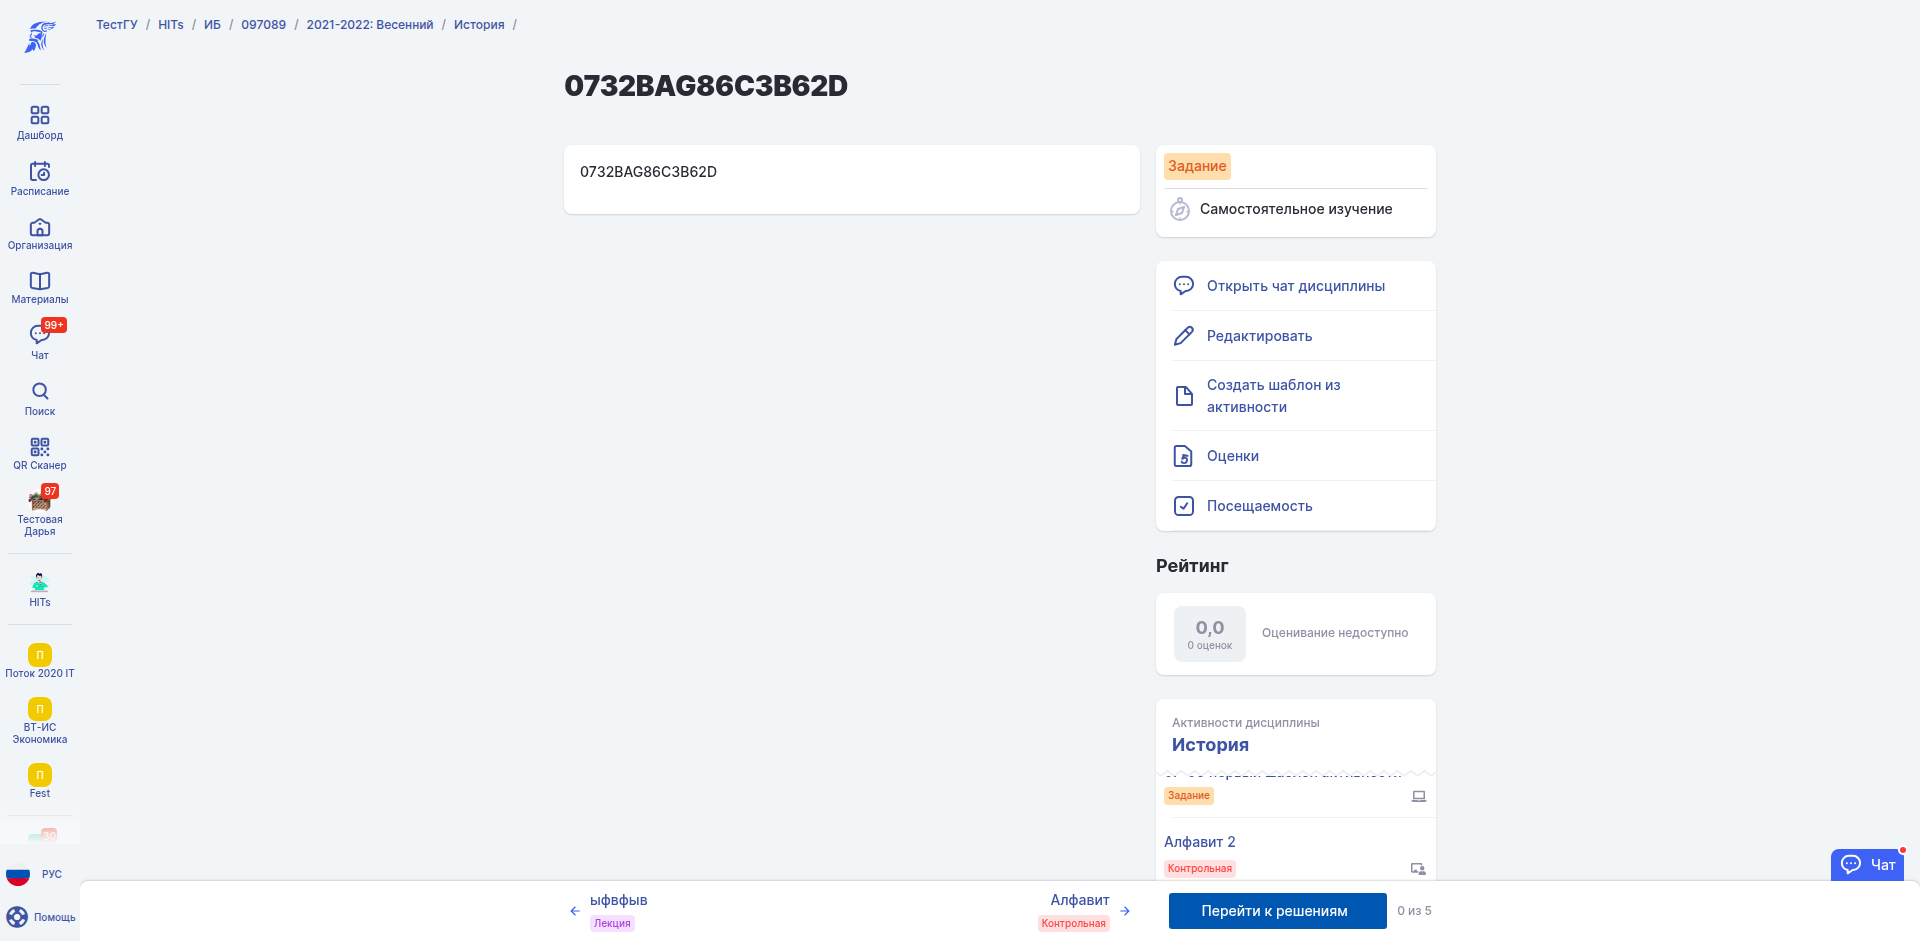 ТестГУ / HITs / ИБ / 097089 / 2021-2022: Весенний / История /
0732BAG86C3B62D
0732BAG86C3B62D
Задание
Самостоятельное изучение
Открыть чат дисциплины
Редактировать
Создать шаблон из
активности
Оценки
Посещаемость
Рейтинг
0,0
0 оценок
Оценивание недоступно
Активности дисциплины
История
Задание
Алфавит 2
Контрольная
Дашборд
Расписание
Организация
Материалы
99+
Чат
Поиск
QR Сканер
97
Тестовая
Дарья
HITs
П
Поток 2020 IT
П
ВТ-ИС
Экономика
П
Fest
30
РУС
Помощь
ыфвфыв
Лекция
Алфавит
Контрольная
Перейти к решениям
0 из 5
Чат